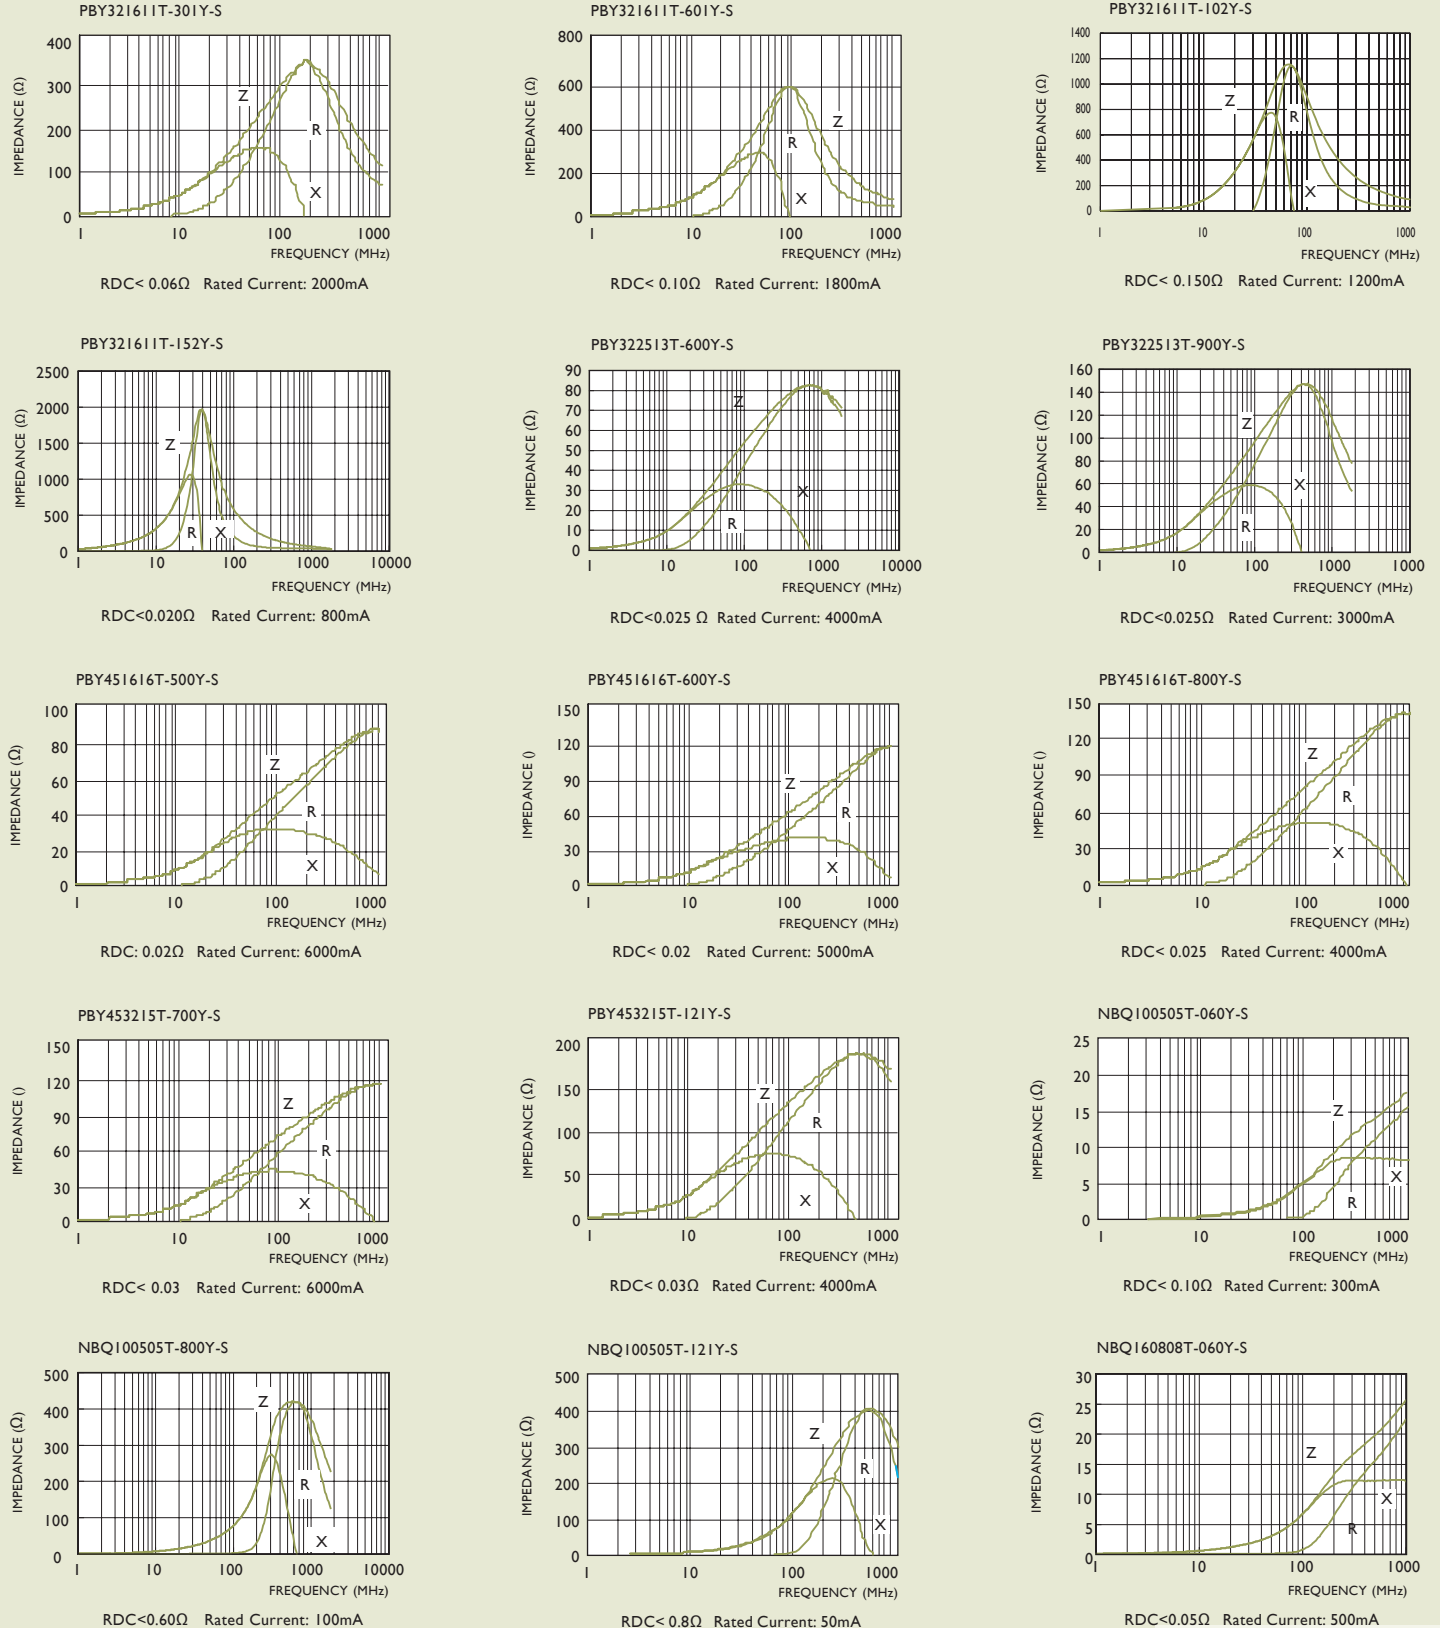 PBY321611T-301Y-S
IMPEDANCE (Ω)
400
300
200
100
0
Z
R
X
1 10 100 1000
FREQUENCY (MHz)
RDC< 0.06Ω Rated Current: 2000mA
PBY321611T-601Y-S
IMPEDANCE (Ω)
800
600
400
200
0
Z
R
X
1 10 100 1000
FREQUENCY (MHz)
RDC< 0.10Ω Rated Current: 1800mA
PBY321611T-102Y-S
IMPEDANCE (Ω)
1400
1200
1000
800
600
400
200
0
Z
R
X
1 10 100 1000
FREQUENCY (MHz)
RDC< 0.150Ω Rated Current: 1200mA
PBY321611T-152Y-S
IMPEDANCE (Ω)
2500
2000
1500
1000
500
0
Z
R X
1 10 100 1000 10000
FREQUENCY (MHz)
RDC<0.020Ω Rated Current: 800mA
PBY322513T-600Y-S
IMPEDANCE (Ω)
90
80
70
60
50
40
30
20
10
0
Z
X
R
1 10 100 1000 10000
FREQUENCY (MHz)
RDC<0.025 Ω Rated Current: 4000mA
PBY322513T-900Y-S
IMPEDANCE (Ω)
160
140
120
100
80
60
40
20
0
Z
X
R
1 10 100 1000 1000
FREQUENCY (MHz)
RDC<0.025Ω Rated Current: 3000mA
PBY451616T-500Y-S
IMPEDANCE (Ω)
100
80
60
40
20
0
Z
R
X
1 10 100 1000
FREQUENCY (MHz)
RDC: 0.02Ω Rated Current: 6000mA
PBY451616T-600Y-S
IMPEDANCE ()
150
120
90
60
30
0
Z
R
X
1 10 100 1000
FREQUENCY (MHz)
RDC< 0.02 Rated Current: 5000mA
PBY451616T-800Y-S
IMPEDANCE ()
150
120
90
60
30
0
Z
R
X
1 10 100 1000
FREQUENCY (MHz)
RDC< 0.025 Rated Current: 4000mA
PBY453215T-700Y-S
IMPEDANCE ()
150
120
90
60
30
0
Z
R
X
1 10 100 1000
FREQUENCY (MHz)
RDC< 0.03 Rated Current: 6000mA
PBY453215T-121Y-S
IMPEDANCE (Ω)
200
150
100
50
0
Z
R
X
1 10 100 1000
FREQUENCY (MHz)
RDC< 0.03Ω Rated Current: 4000mA
NBQ100505T-060Y-S
IMPEDANCE (Ω)
25
20
15
10
5
0
Z
X
R
1 10 100 1000
FREQUENCY (MHz)
RDC< 0.10Ω Rated Current: 300mA
NBQ100505T-800Y-S
IMPEDANCE (Ω)
500
400
300
200
100
0
Z
R
X
1 10 100 1000 10000
FREQUENCY (MHz)
RDC<0.60Ω Rated Current: 100mA
NBQ100505T-121Y-S
IMPEDANCE (Ω)
500
400
300
200
100
0
Z
R
X
1 10 100 1000
FREQUENCY (MHz)
RDC< 0.8Ω Rated Current: 50mA
NBQ160808T-060Y-S
IMPEDANCE (Ω)
30
25
20
15
10
5
0
Z
X
R
1 10 100 1000
FREQUENCY (MHz)
RDC<0.05Ω Rated Current: 500mA